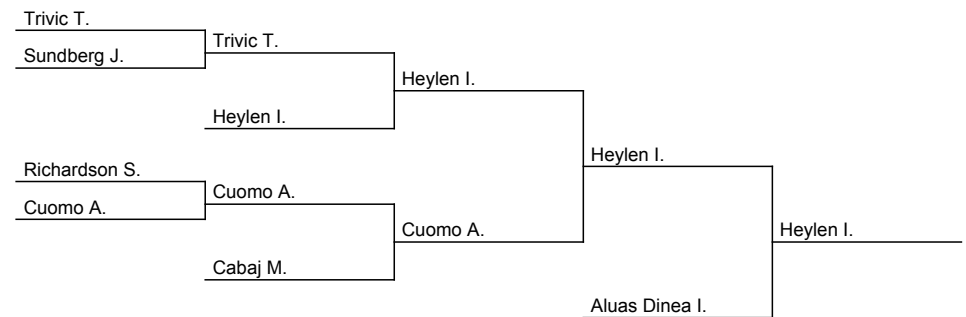 Trivic T.
Sundberg J.
Trivic T.
Heylen I.
Heylen I.
Richardson S.
Cuomo A.
Cuomo A.
Cabaj M.
Cuomo A.
Heylen I.
Aluas Dinea I.
Heylen I.